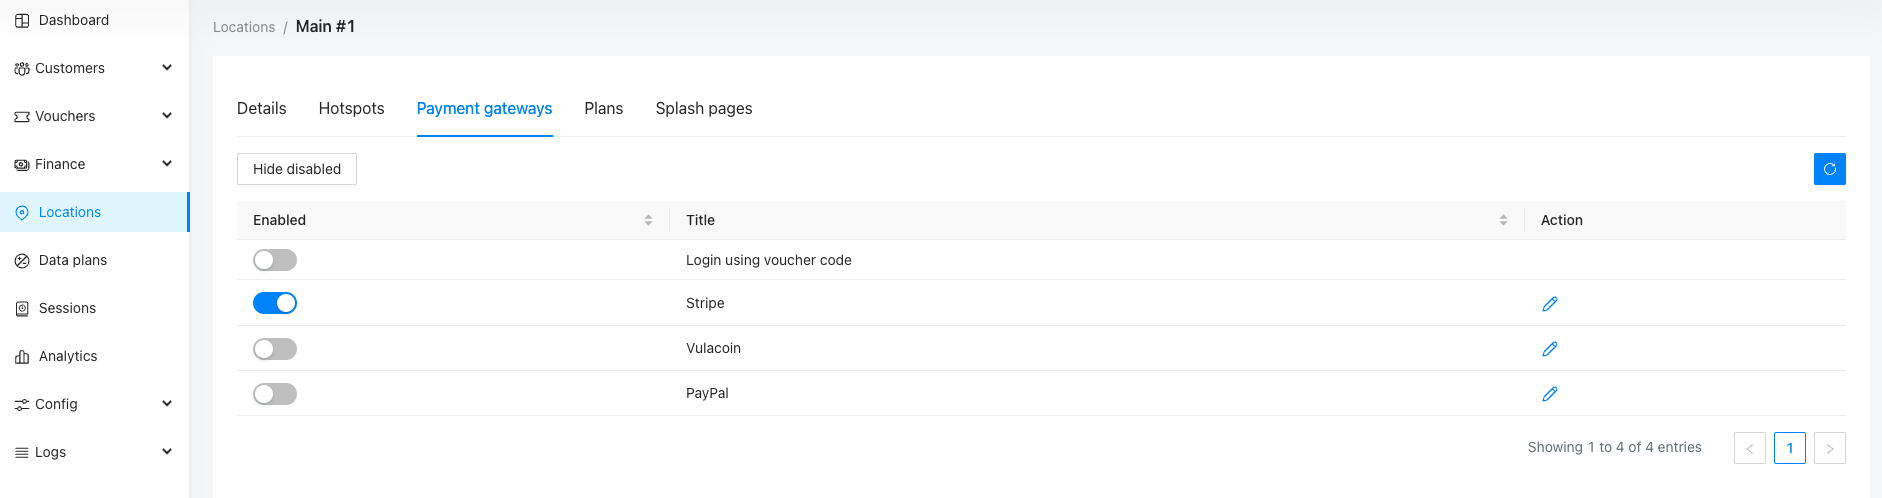 Dashboard
Customers
Vouchers
Finance
Locations
Data plans
Sessions
Analytics
Config
Logs
Locations / Main #1
Details Hotspots Payment gateways Plans Splash pages
Hide disabled
Enabled Title Action
Login using voucher code
Stripe
Vulacoin
PayPal
Showing 1 to 4 of 4 entries < 1 >